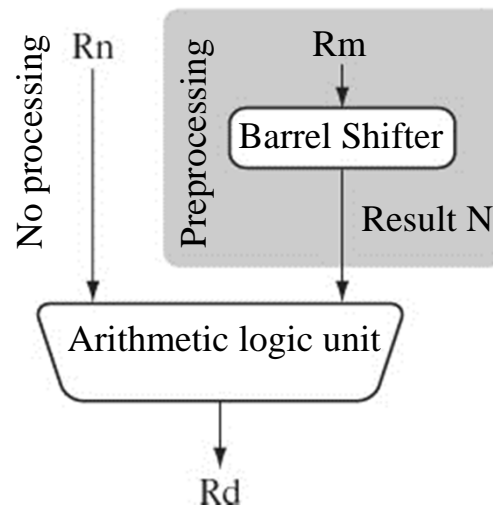 No processing
Rn
Preprocessing
Rm
Barrel Shifter
Result N
Arithmetic logic unit
Rd